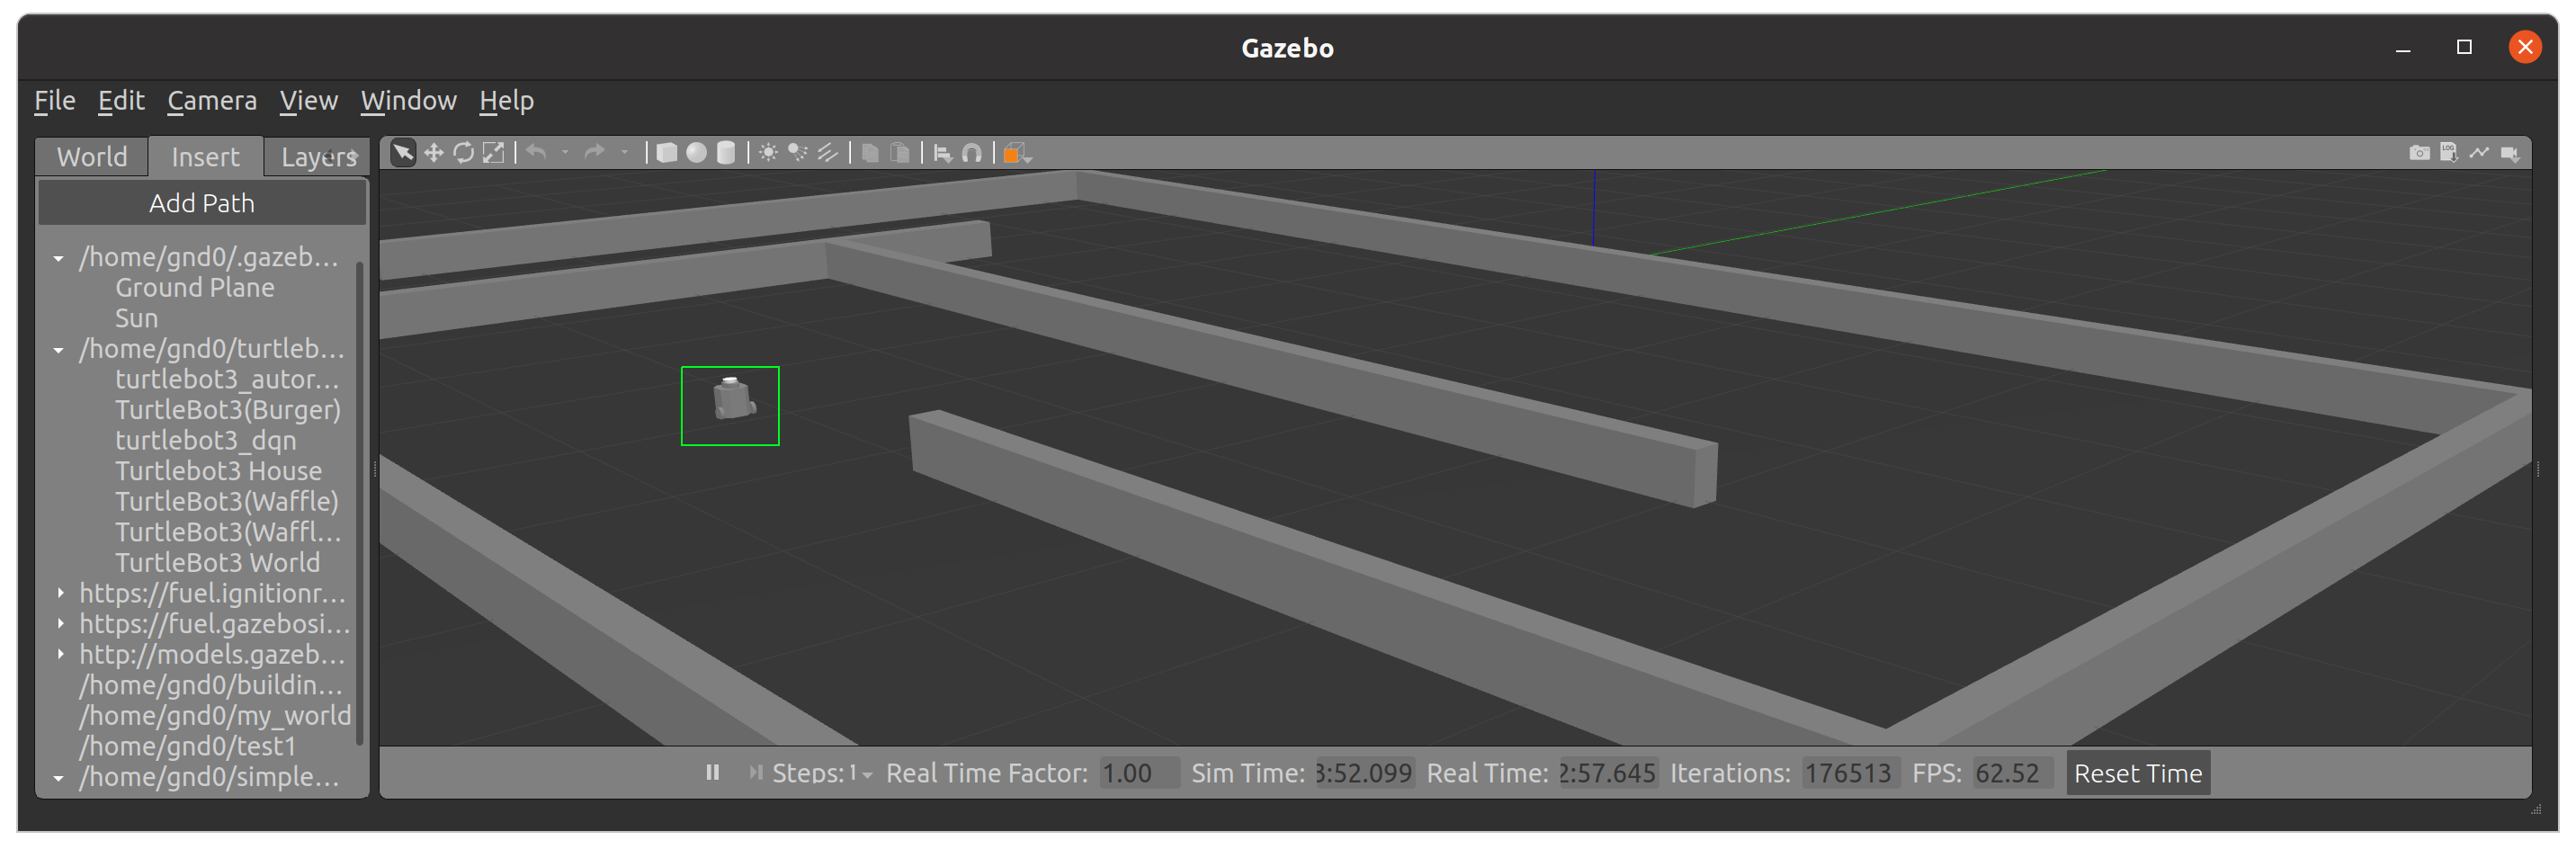 Gazebo
File Edit Camera View Window Help
World Insert Layers
Add Path
/home/gnd0/.gazeb...
Ground Plane
Sun
/home/gnd0/turtleb...
turtlebot3_autor...
TurtleBot3(Burger)
turtlebot3_dqn
Turtlebot3 House
TurtleBot3(Waffle)
TurtleBot3(Waffl...
TurtleBot3 World
https://fuel.ignitionr...
https://fuel.gazebosi...
http://models.gazeb...
/home/gnd0/buildin...
/home/gnd0/my_world
/home/gnd0/test1
/home/gnd0/simple...
LOG
Steps: 1 Real Time Factor: 1.00 Sim Time: 3:52.099 Real Time: 2:57.645 Iterations: 176513 FPS: 62.52 Reset Time